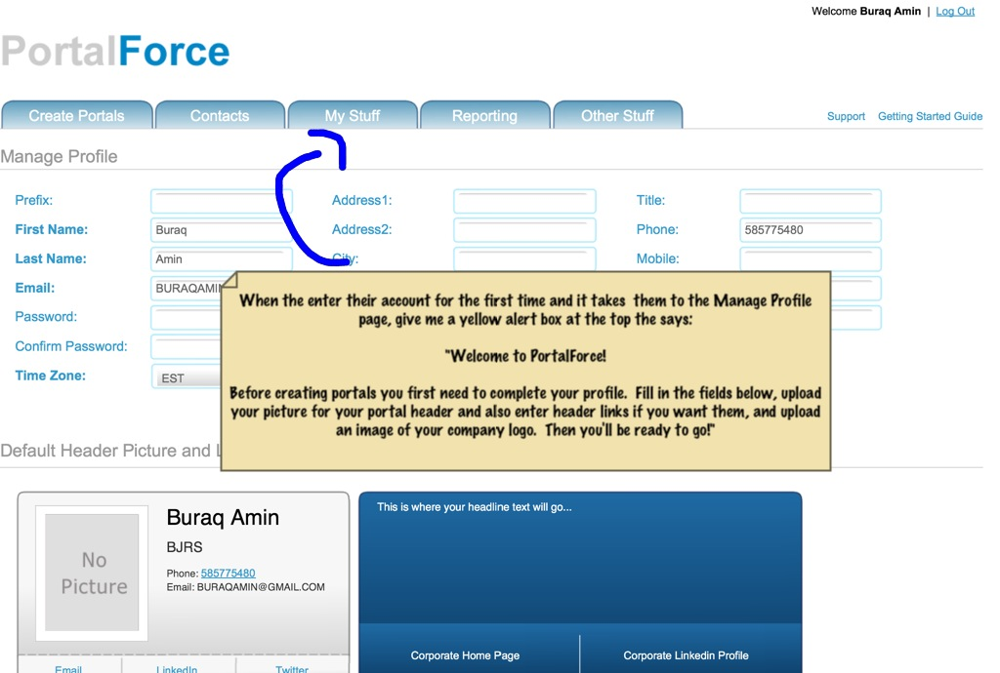 Welcome Buraq Amin | Log Out
PortalForce
Create Portals Contacts My Stuff Reporting Other Stuff Support Getting Started Guide
Manage Profile
Prefix: Address1: Title:
First Name: Buraq Address2: Phone: 585775480
Last Name: Amin City: Mobile:
Email: BURAQAMI
Password:
Confirm Password:
Time Zone: EST
When the enter their account for the first time and it takes them to the Manage Profile
page, give me a yellow alert box at the top the says:
"Welcome to PortalForce!
Before creating portals you first need to complete your profile. Fill in the fields below, upload
your picture for your portal header and also enter header links if you want them, and upload
an image of your company logo. Then you'll be ready to go!"
Default Header Picture and
Buraq Amin
BJRS
Phone: 585775480
Email: BURAQAMIN@GMAIL.COM
No
Picture
Email LinkedIn Twitter
This is where your headline text will go...
Corporate Home Page Corporate Linkedin Profile